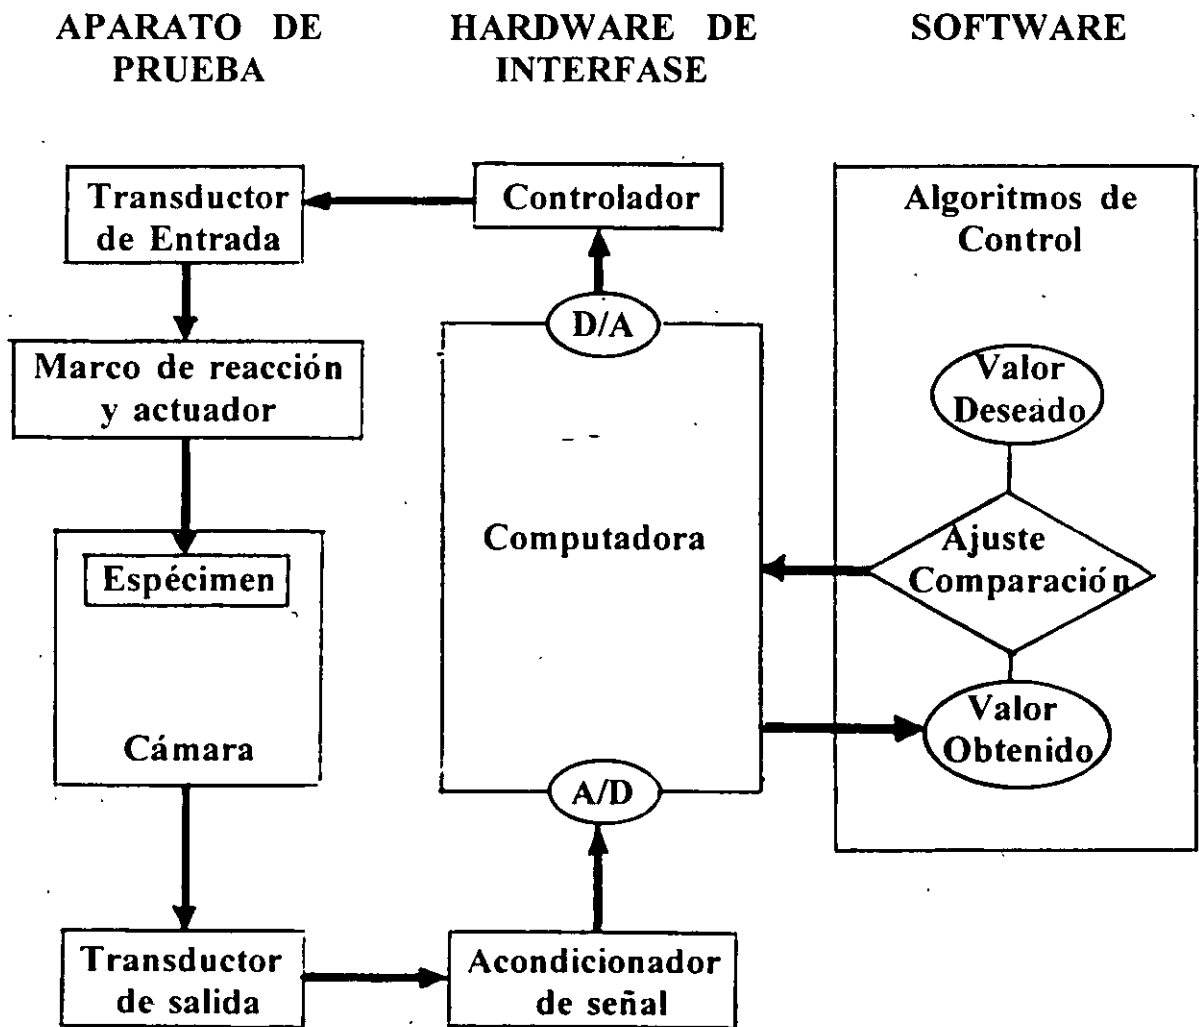 APARATO DE
PRUEBA
HARDWARE DE
INTERFASE
SOFTWARE
Transductor
de Entrada
Controlador
Algoritmos de
Control
D/A
Marco de reacción
y actuador
Valor
Deseado
Computadora
Ajuste
Comparación
Espécimen
Cámara
Valor
Obtenido
A/D
Transductor
de salida
Acondicionador
de señal